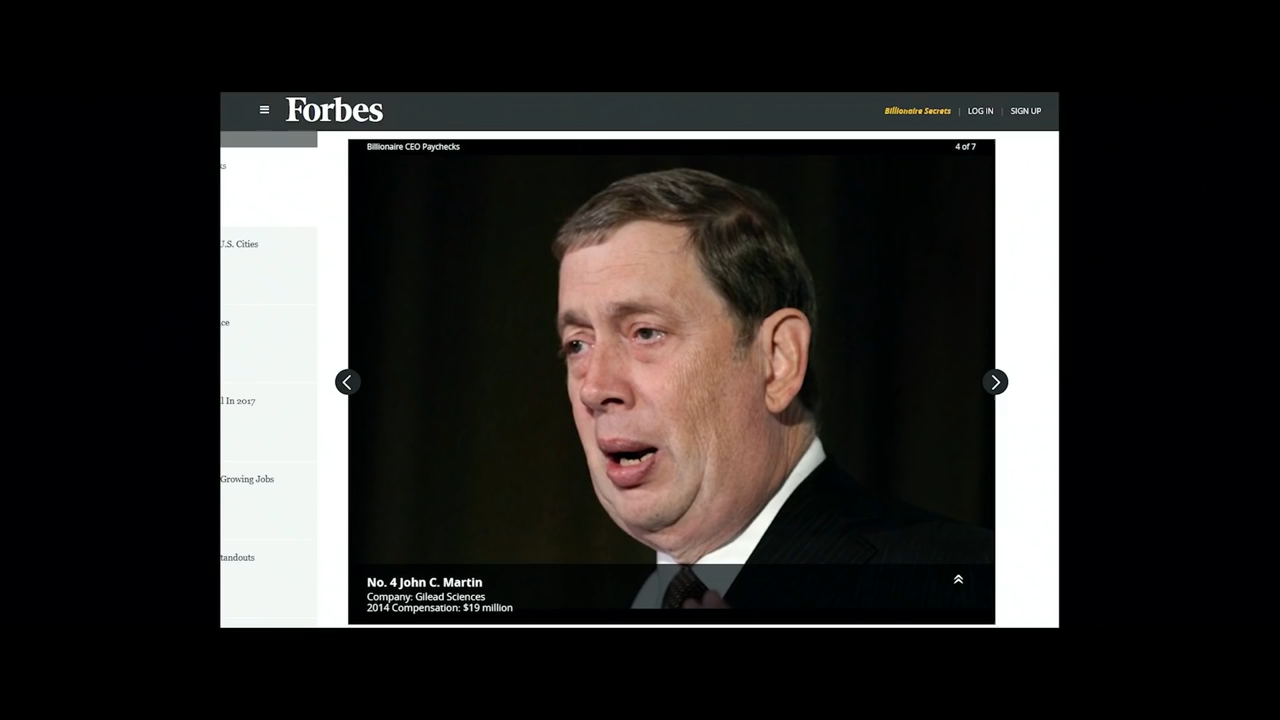 Forbes
Billionaire Secrets | LOG IN | SIGN UP
Billionaire CEO Paychecks
4 of 7
U.S. Cities
l In 2017
Growing Jobs
tandouts
No. 4 John C. Martin
Company: Gilead Sciences
2014 Compensation: $19 million